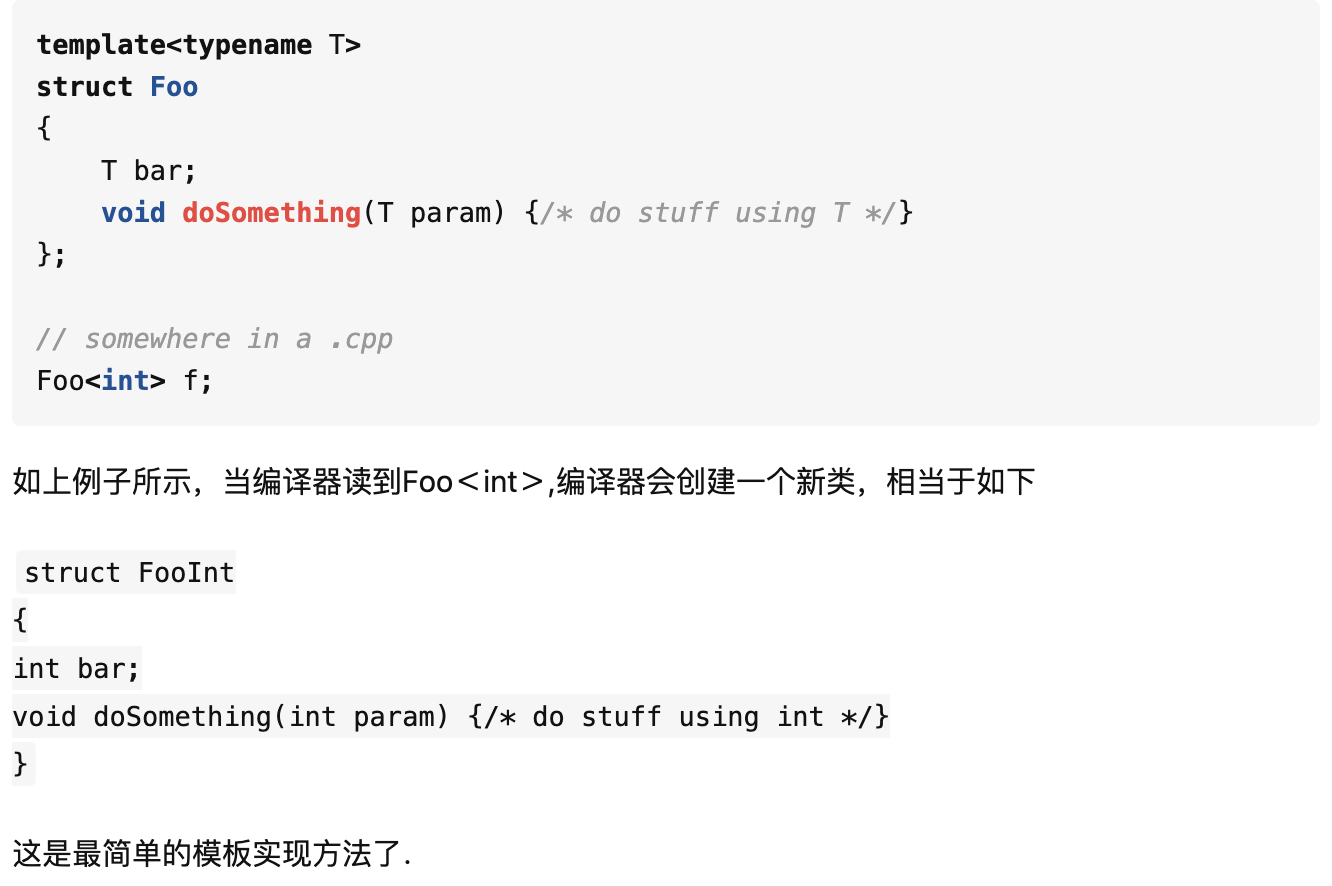 template<typename T>
struct Foo
{
    T bar;
    void doSomething(T param) {/* do stuff using T */}
};

// somewhere in a .cpp
Foo<int> f;
如上例子所示，当编译器读到Foo＜int＞,编译器会创建一个新类，相当于如下
struct FooInt
{
int bar;
void doSomething(int param) {/* do stuff using int */}
}
这是最简单的模板实现方法了.